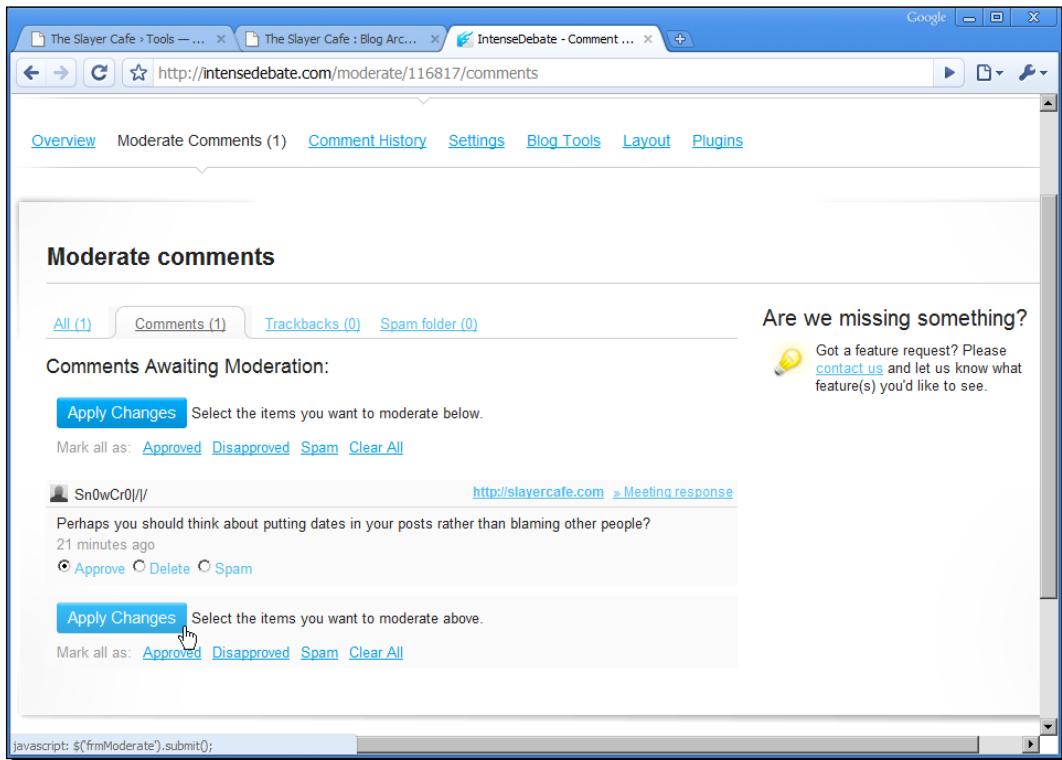 Google
The Slayer Cafe › Tools — ... The Slayer Cafe : Blog Arc... IntenseDebate - Comment ...
http://intensedebate.com/moderate/116817/comments
Overview Moderate Comments (1) Comment History Settings Blog Tools Layout Plugins
Moderate comments
All (1) Comments (1) Trackbacks (0) Spam folder (0)
Comments Awaiting Moderation:
Apply Changes Select the items you want to moderate below.
Mark all as: Approved Disapproved Spam Clear All
Sn0wCr0|/|/ http://slayercafe.com » Meeting response
Perhaps you should think about putting dates in your posts rather than blaming other people?
21 minutes ago
Approve Delete Spam
Apply Changes Select the items you want to moderate above.
Mark all as: Approved Disapproved Spam Clear All
Are we missing something?
Got a feature request? Please
contact us and let us know what
feature(s) you'd like to see.
javascript: $('frmModerate').submit();